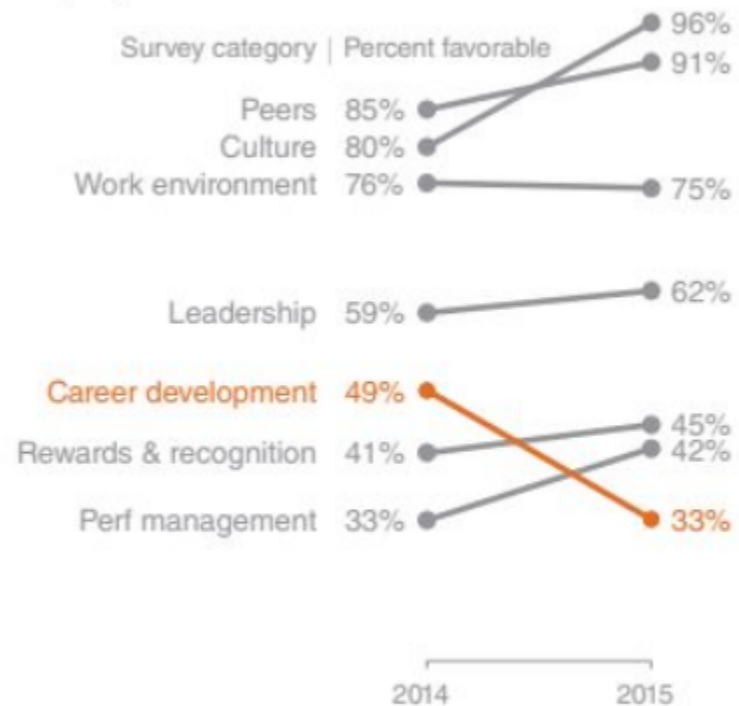 96%
Survey category | Percent favorable
91%
Peers 85%
Culture 80%
Work environment 76% 75%
Leadership 59% 62%
Career development 49%
45%
Rewards & recognition 41% 42%
Perf management 33% 33%
2014 2015